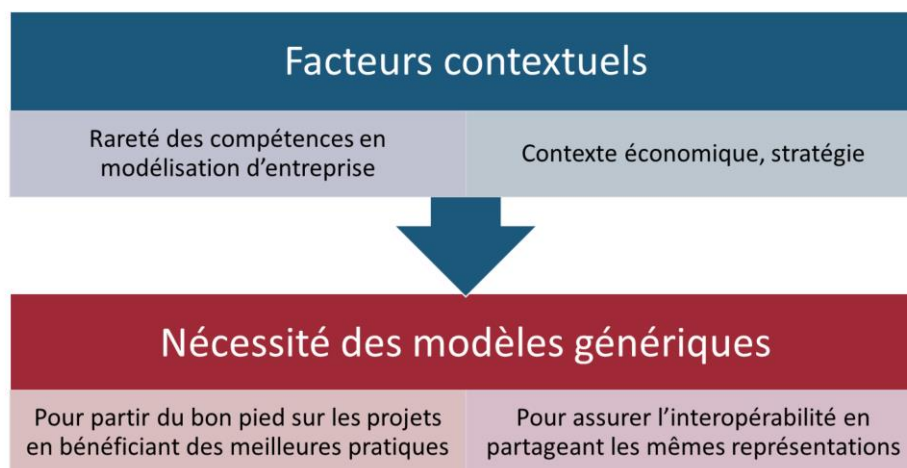 Facteurs contextuels
Rareté des compétences en
modélisation d'entreprise
Contexte économique, stratégie
Nécessité des modèles génériques
Pour partir du bon pied sur les projets
en bénéficiant des meilleures pratiques
Pour assurer l'interopérabilité en
partageant les mêmes représentations